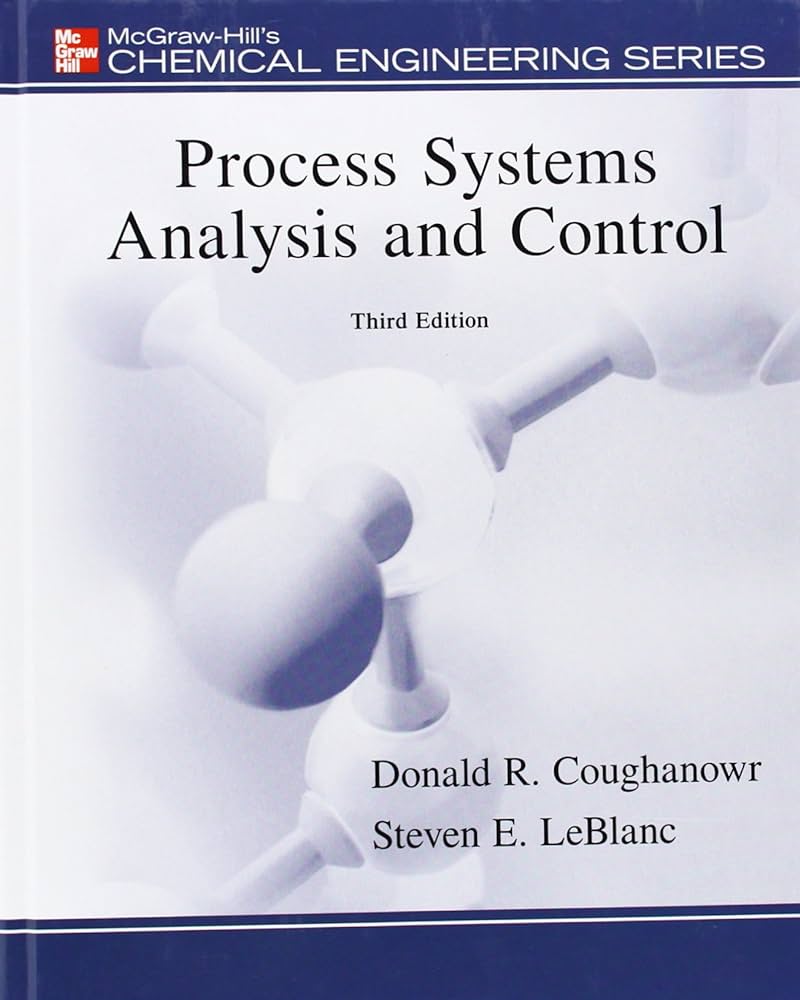 Mc
Graw
Hill
McGraw-Hill's
CHEMICAL ENGINEERING SERIES
Process Systems
Analysis and Control
Third Edition
Donald R. Coughanowr
Steven E. LeBlanc